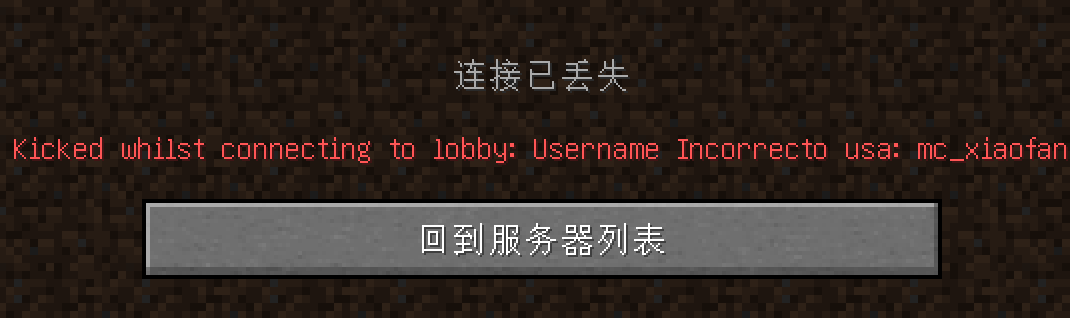 连接已丢失
Kicked whilst connecting to lobby: Username Incorrecto usa: mc_xiaofan
回到服务器列表